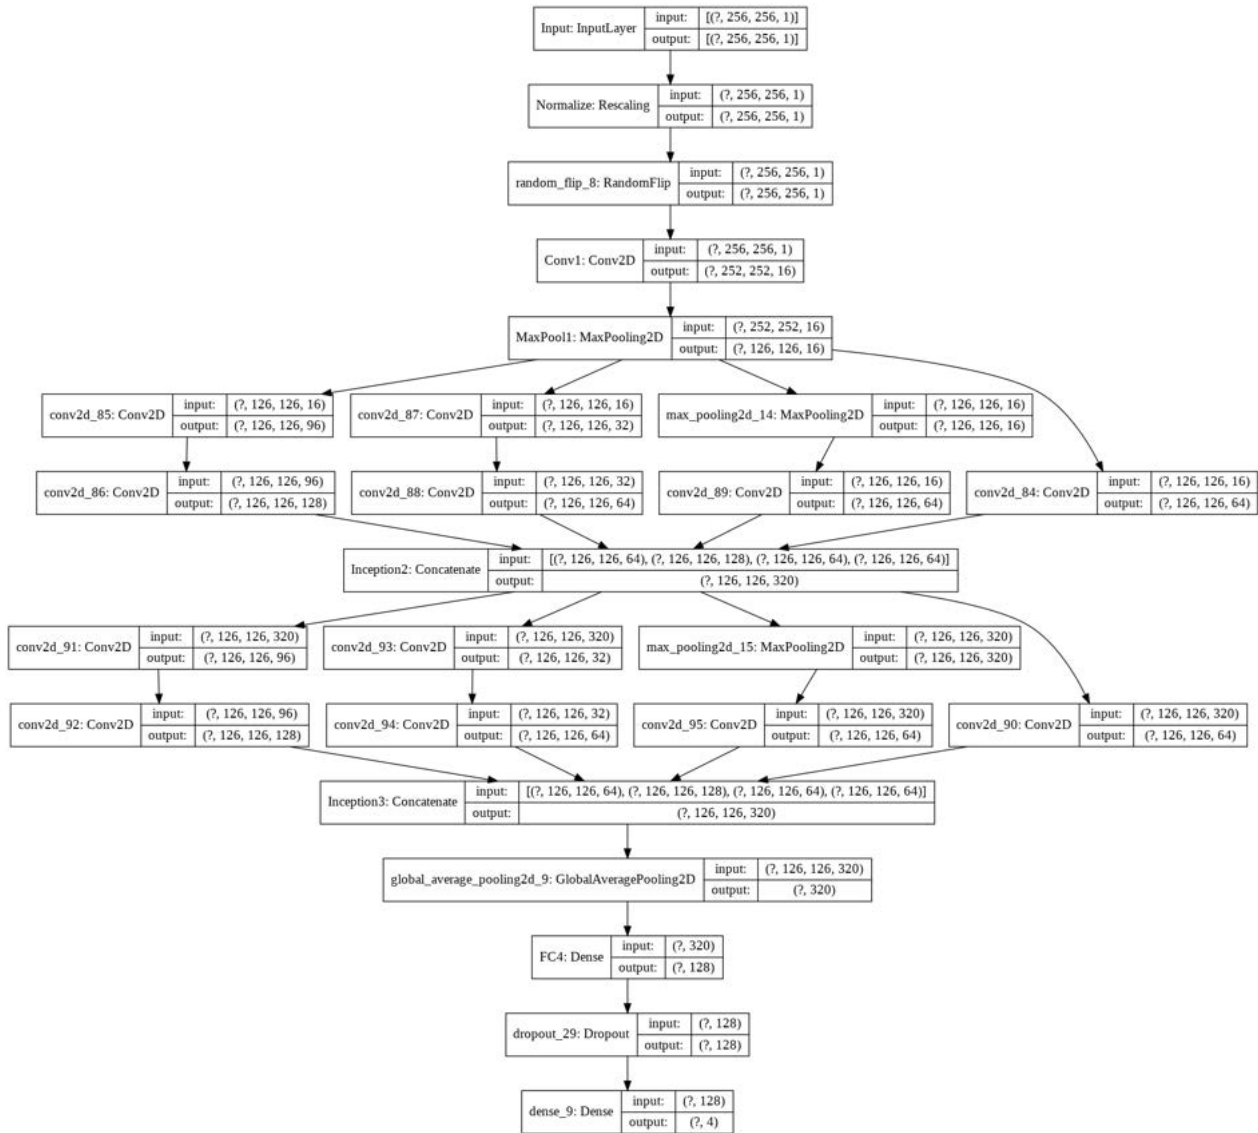 Input: InputLayer
input: [(?, 256, 256, 1)]
output: [(?, 256, 256, 1)]
Normalize: Rescaling
input: (?, 256, 256, 1)
output: (?, 256, 256, 1)
random_flip_8: RandomFlip
input: (?, 256, 256, 1)
output: (?, 256, 256, 1)
Conv1: Conv2D
input: (?, 256, 256, 1)
output: (?, 252, 252, 16)
MaxPool1: MaxPooling2D
input: (?, 252, 252, 16)
output: (?, 126, 126, 16)
conv2d_85: Conv2D
input: (?, 126, 126, 16)
output: (?, 126, 126, 96)
conv2d_87: Conv2D
input: (?, 126, 126, 16)
output: (?, 126, 126, 32)
max_pooling2d_14: MaxPooling2D
input: (?, 126, 126, 16)
output: (?, 126, 126, 16)
conv2d_86: Conv2D
input: (?, 126, 126, 96)
output: (?, 126, 126, 128)
conv2d_88: Conv2D
input: (?, 126, 126, 32)
output: (?, 126, 126, 64)
conv2d_89: Conv2D
input: (?, 126, 126, 16)
output: (?, 126, 126, 64)
conv2d_84: Conv2D
input: (?, 126, 126, 16)
output: (?, 126, 126, 64)
Inception2: Concatenate
input: [(?, 126, 126, 64), (?, 126, 126, 128), (?, 126, 126, 64), (?, 126, 126, 64)]
output: (?, 126, 126, 320)
conv2d_91: Conv2D
input: (?, 126, 126, 320)
output: (?, 126, 126, 96)
conv2d_93: Conv2D
input: (?, 126, 126, 320)
output: (?, 126, 126, 32)
max_pooling2d_15: MaxPooling2D
input: (?, 126, 126, 320)
output: (?, 126, 126, 320)
conv2d_92: Conv2D
input: (?, 126, 126, 96)
output: (?, 126, 126, 128)
conv2d_94: Conv2D
input: (?, 126, 126, 32)
output: (?, 126, 126, 64)
conv2d_95: Conv2D
input: (?, 126, 126, 320)
output: (?, 126, 126, 64)
conv2d_90: Conv2D
input: (?, 126, 126, 320)
output: (?, 126, 126, 64)
Inception3: Concatenate
input: [(?, 126, 126, 64), (?, 126, 126, 128), (?, 126, 126, 64), (?, 126, 126, 64)]
output: (?, 126, 126, 320)
global_average_pooling2d_9: GlobalAveragePooling2D
input: (?, 126, 126, 320)
output: (?, 320)
FC4: Dense
input: (?, 320)
output: (?, 128)
dropout_29: Dropout
input: (?, 128)
output: (?, 128)
dense_9: Dense
input: (?, 128)
output: (?, 4)